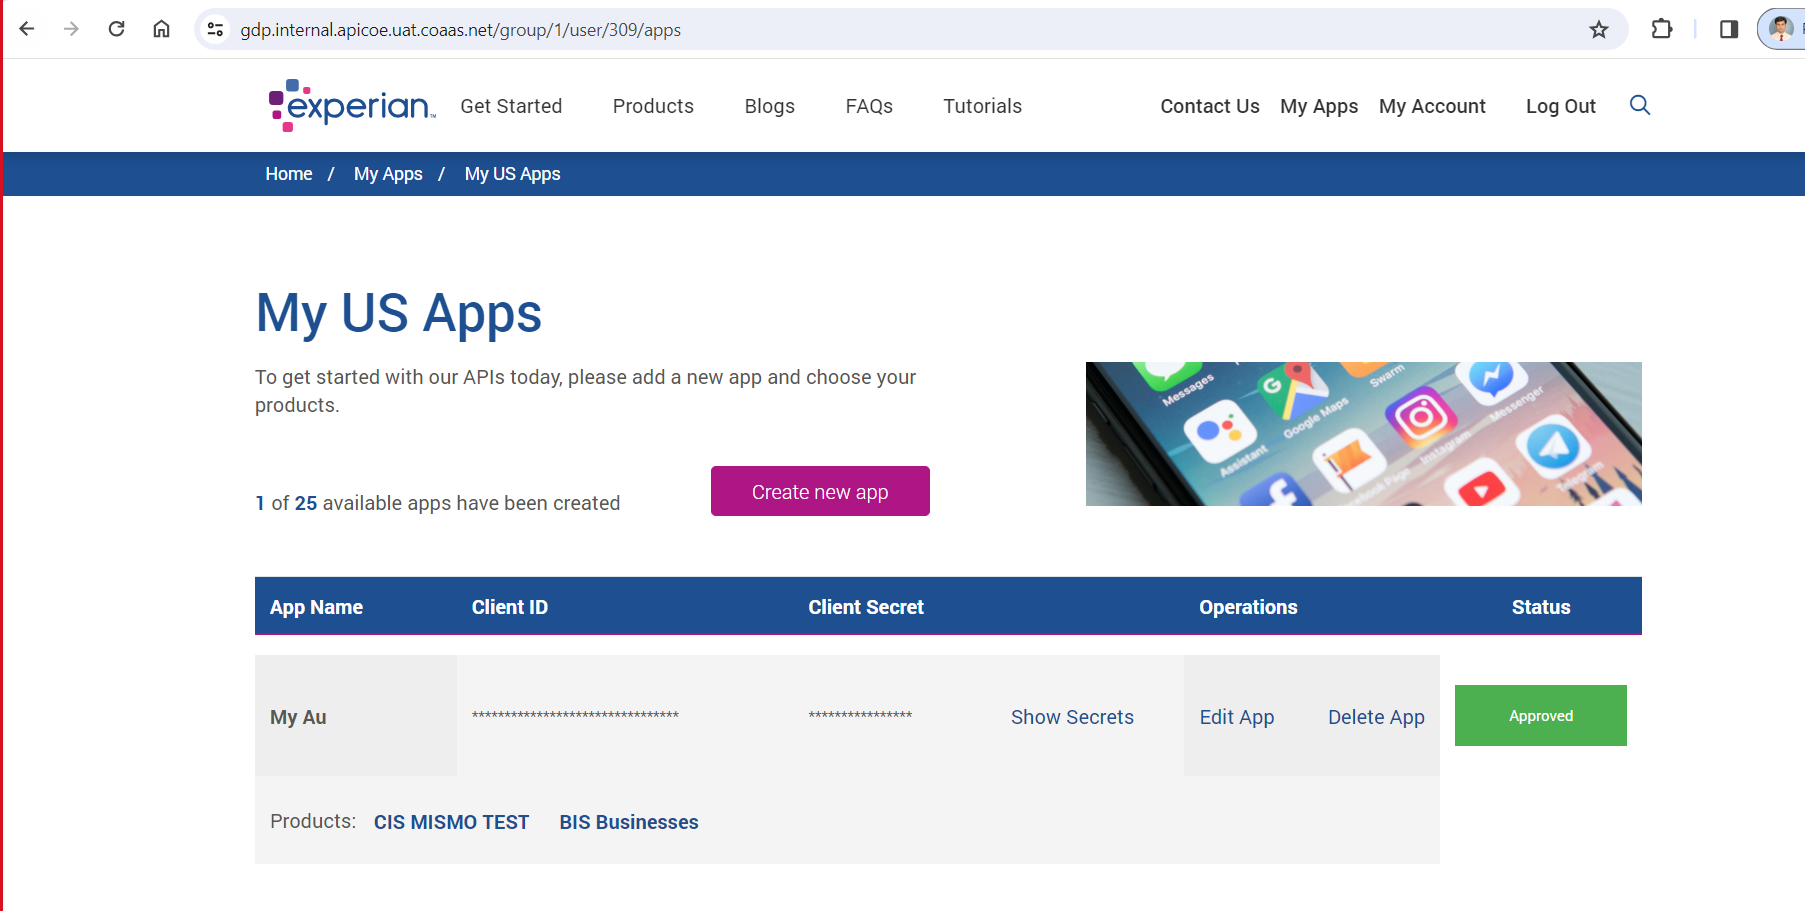 gdp.internal.apicoe.uat.coaas.net/group/1/user/309/apps
experian™ Get Started Products Blogs FAQs Tutorials Contact Us My Apps My Account Log Out
Home / My Apps / My US Apps
My US Apps
To get started with our APIs today, please add a new app and choose your
products.
Messages
Google Maps
Swarm
Messenger
Assistant
Instagram
Telegram
1 of 25 available apps have been created
Create new app
App Name Client ID Client Secret Operations Status
My Au ******************************** **************** Show Secrets Edit App Delete App Approved
Products: CIS MISMO TEST BIS Businesses